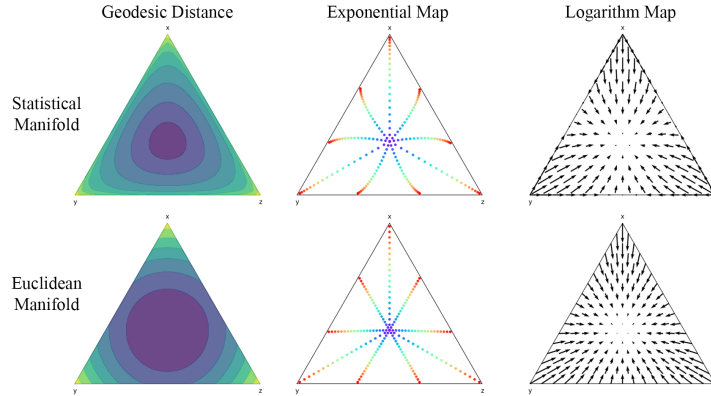 Geodesic Distance
Exponential Map
Logarithm Map
x
x
x
Statistical
Manifold
y
z
y
z
y
z
x
x
x
Euclidean
Manifold
y
z
y
z
y
z